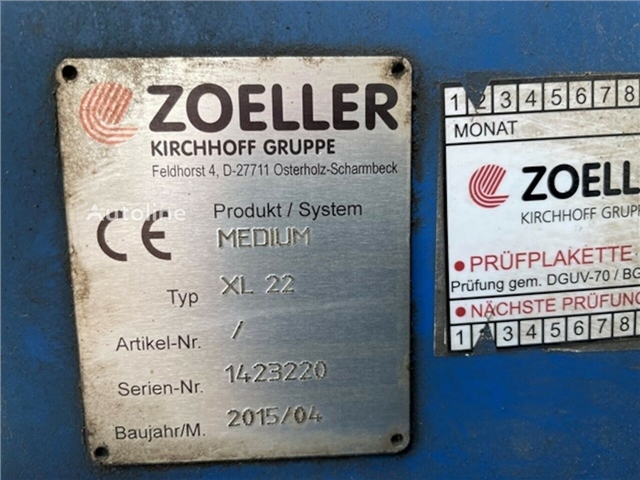 ZOELLER
KIRCHHOFF GRUPPE
Feldhorst 4, D-27711 Osterholz-Scharmbeck
Autoline
CE
Produkt / System
MEDIUM
Typ XL 22
Artikel-Nr. /
Serien-Nr. 1423220
Baujahr/M. 2015/04
1 2 3 4 5 6 7 8
MONAT
ZOELL
KIRCHHOFF GRUPP
• PRÜFPLAKETTE
Prüfung gem. DGUV-70 / BG
• NÄCHSTE PRÜFUNG
1 3 4 5 6 7 8